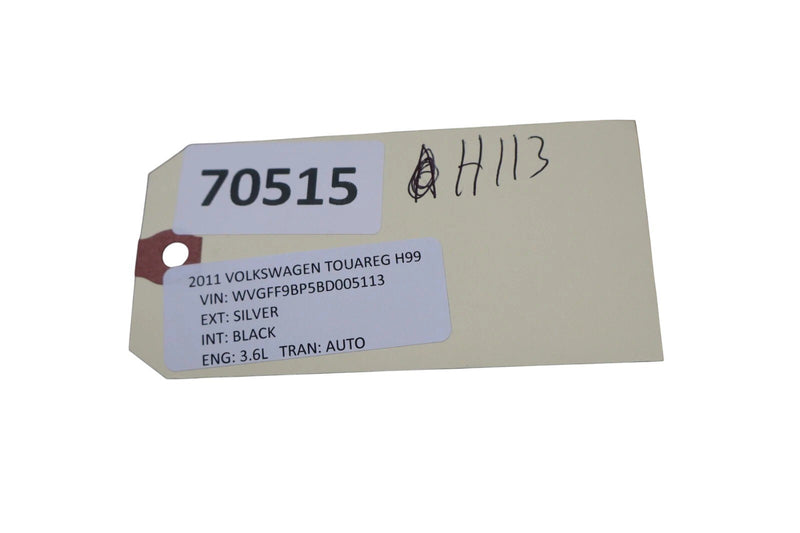 70515
H113
2011 VOLKSWAGEN TOUAREG H99
VIN: WVGFF9BP5BD005113
EXT: SILVER
INT: BLACK
ENG: 3.6L TRAN: AUTO